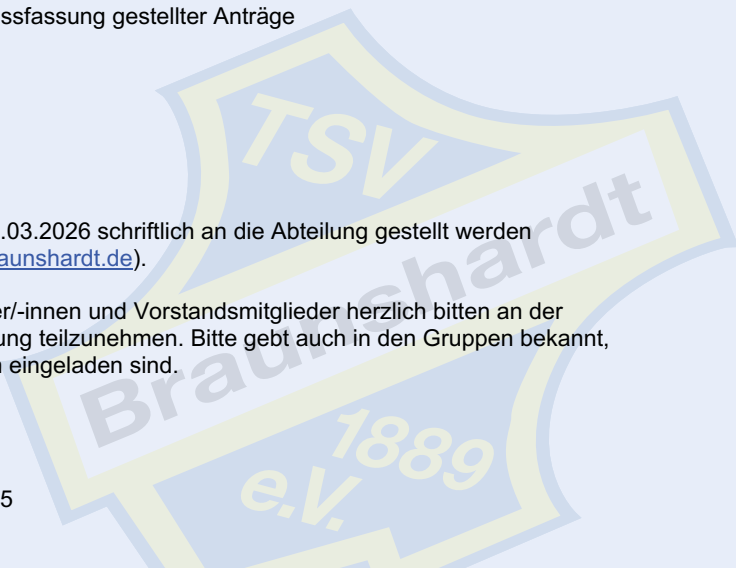 ssfassung gestellter Anträge
TSV
.03.2026 schriftlich an die Abteilung gestellt werden
aunshardt.de).
er/-innen und Vorstandsmitglieder herzlich bitten an der
ung teilzunehmen. Bitte gebt auch in den Gruppen bekannt,
eingeladen sind.
Braunshardt
1889
e.V.
5